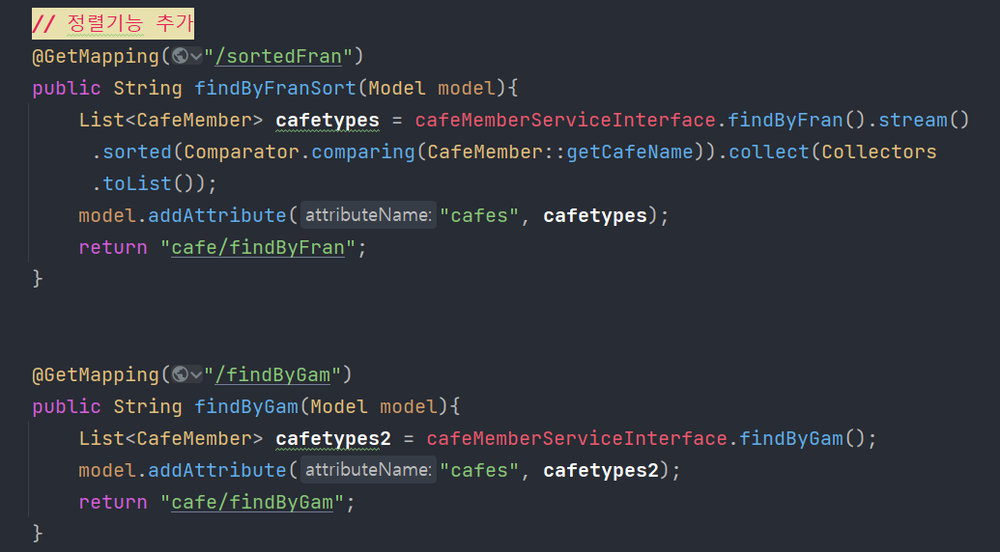 // 정렬기능 추가
@GetMapping("/sortedFran")
public String findByFranSort(Model model){
List<CafeMember> cafetypes = cafeMemberServiceInterface.findByFran().stream()
.sorted(Comparator.comparing(CafeMember::getCafeName)).collect(Collectors
.toList());
model.addAttribute(attributeName: "cafes", cafetypes);
return "cafe/findByFran";
}
@GetMapping("/findByGam")
public String findByGam(Model model){
List<CafeMember> cafetypes2 = cafeMemberServiceInterface.findByGam();
model.addAttribute(attributeName: "cafes", cafetypes2);
return "cafe/findByGam";
}